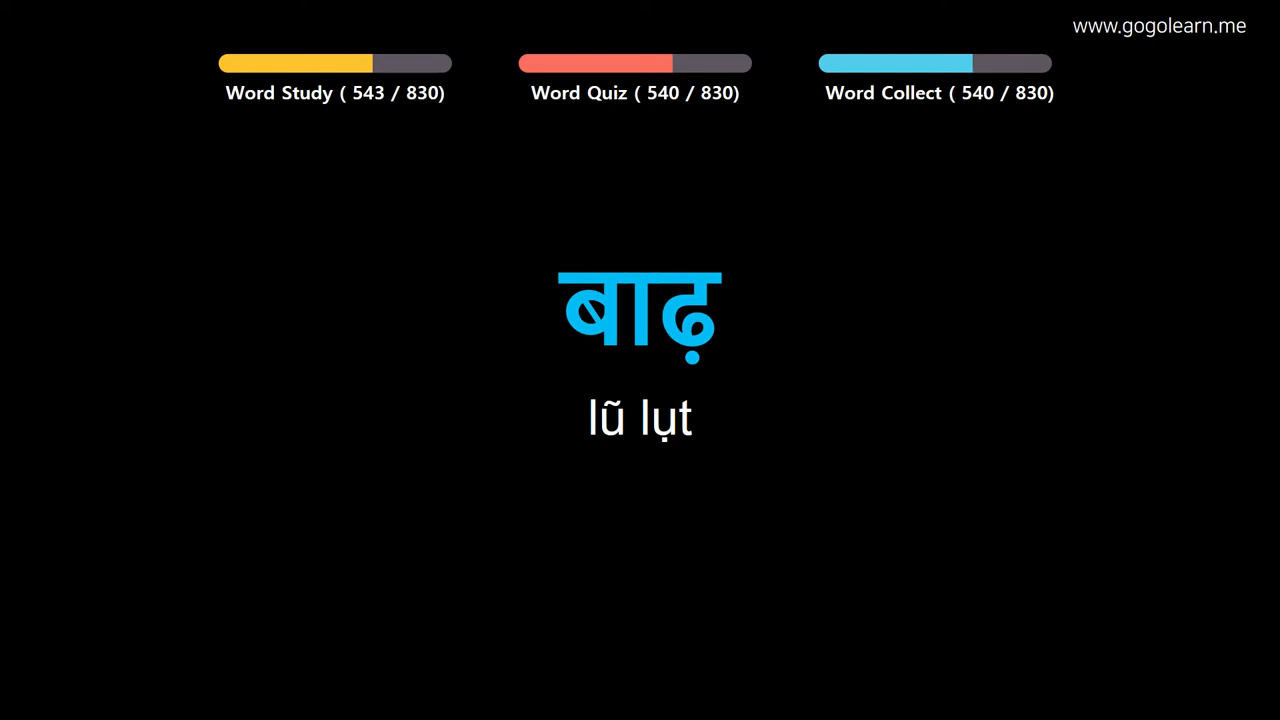 www.gogolearn.me
Word Study ( 543 / 830)
Word Quiz ( 540 / 830)
Word Collect ( 540 / 830)
बाढ़
lũ lụt